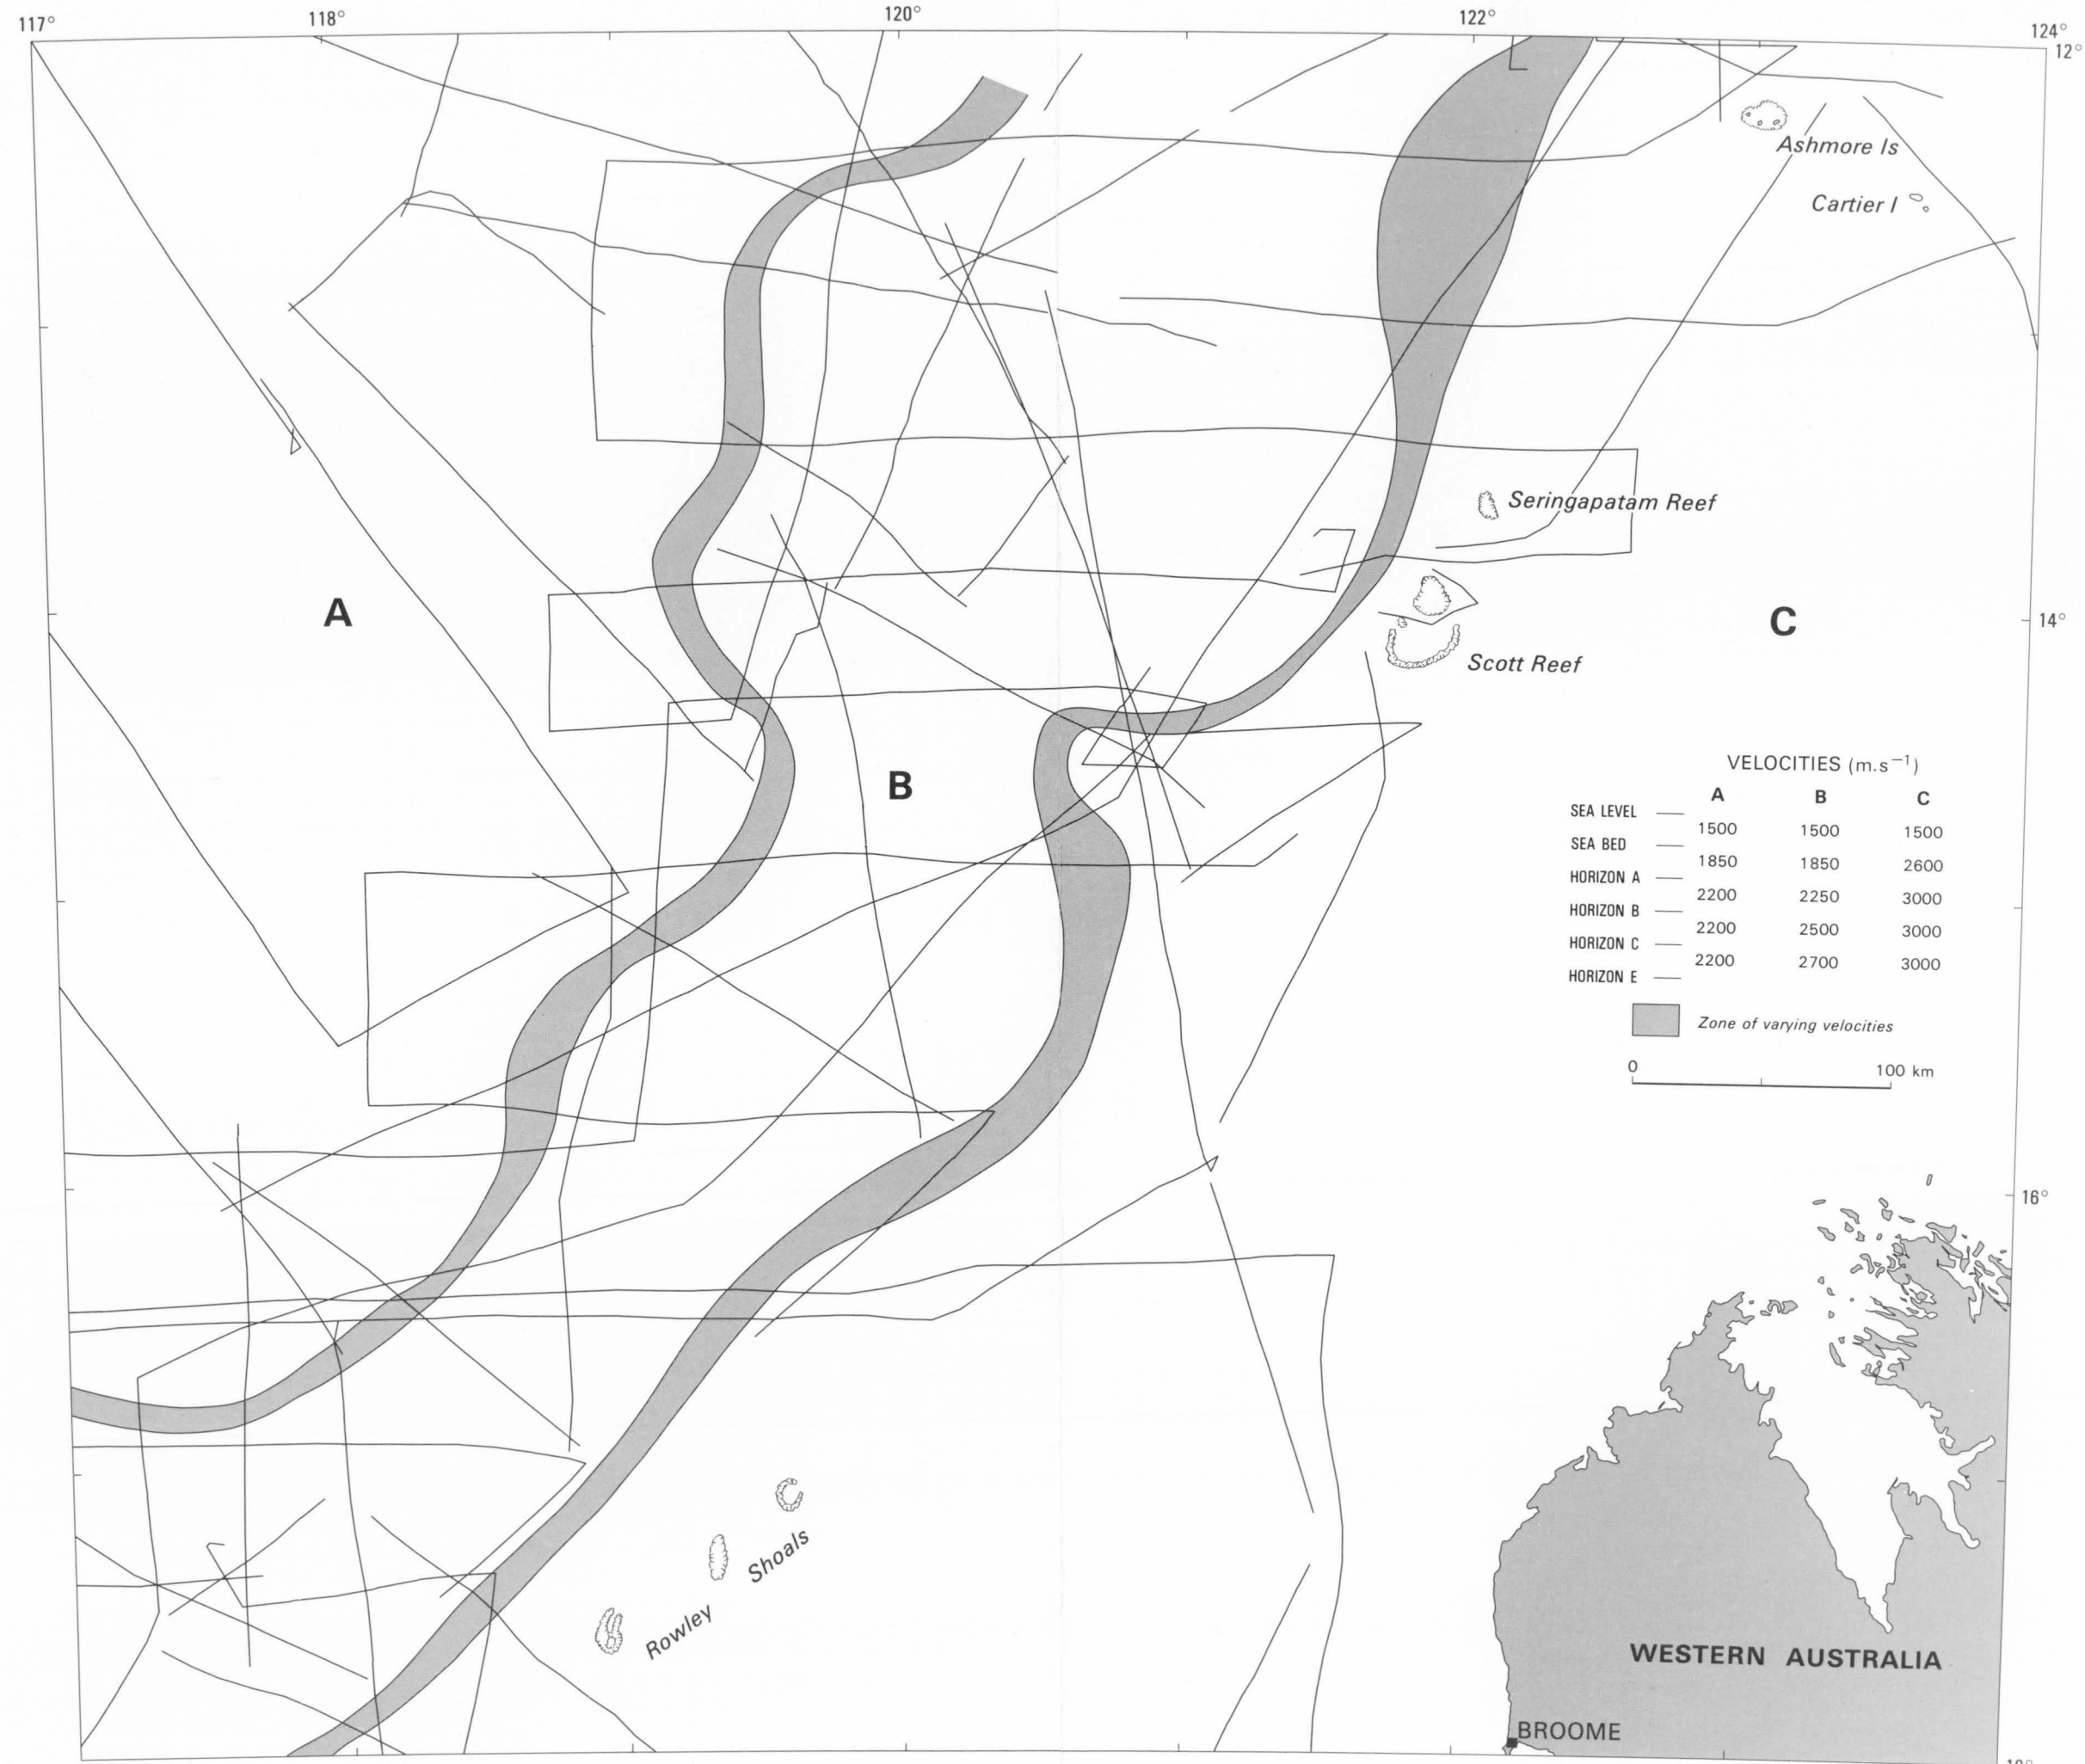 117°
118°
120°
122°
124°
12°
Ashmore Is
Cartier I
Seringapatam Reef
A
C
14°
Scott Reef
B
VELOCITIES (m.s⁻¹)
A B C
SEA LEVEL
1500 1500 1500
SEA BED
1850 1850 2600
HORIZON A
2200 2250 3000
HORIZON B
2200 2500 3000
HORIZON C
2200 2700 3000
HORIZON E
Zone of varying velocities
0 100 km
16°
Rowley Shoals
WESTERN AUSTRALIA
BROOME